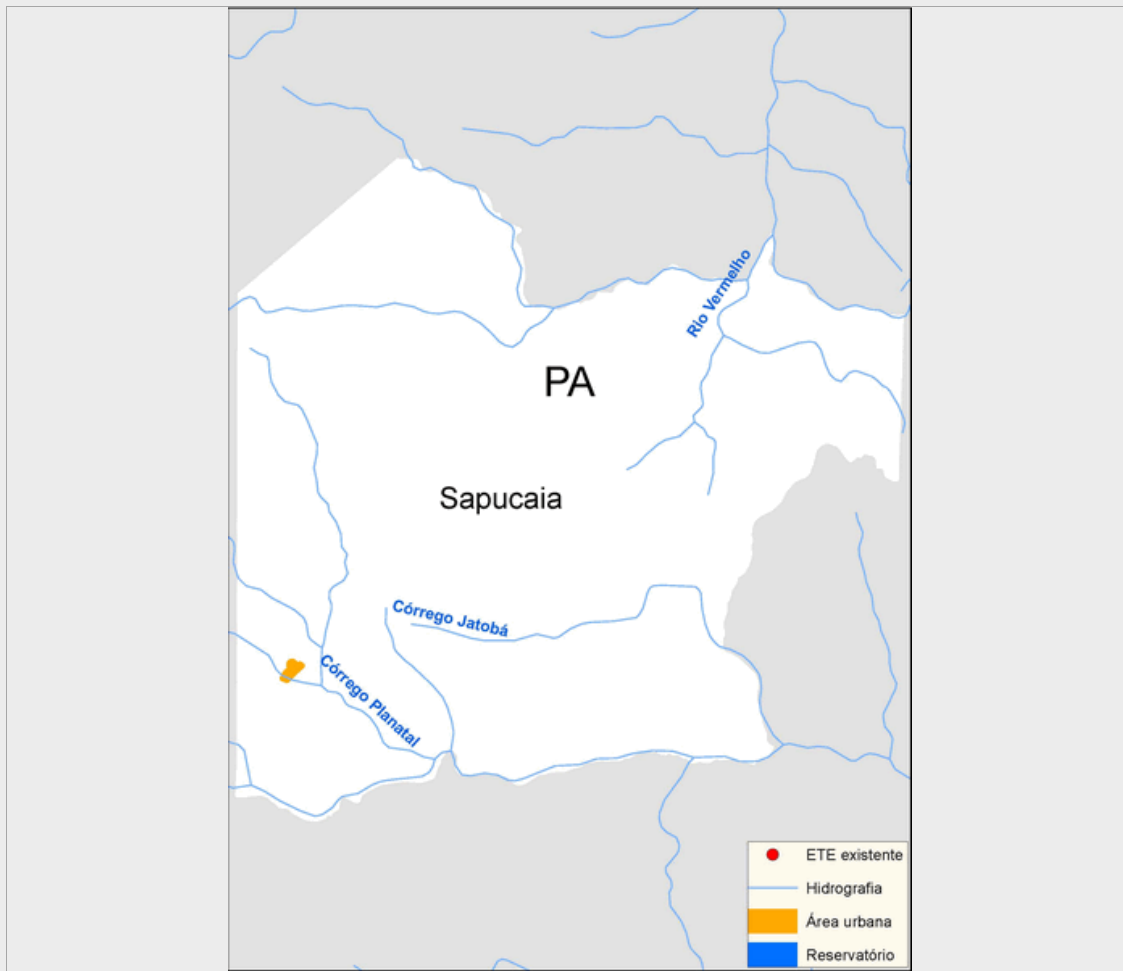 Rio Vermelho
PA
Sapucaia
Córrego Jatobá
Córrego Planatal
ETE existente
Hidrografia
Área urbana
Reservatório